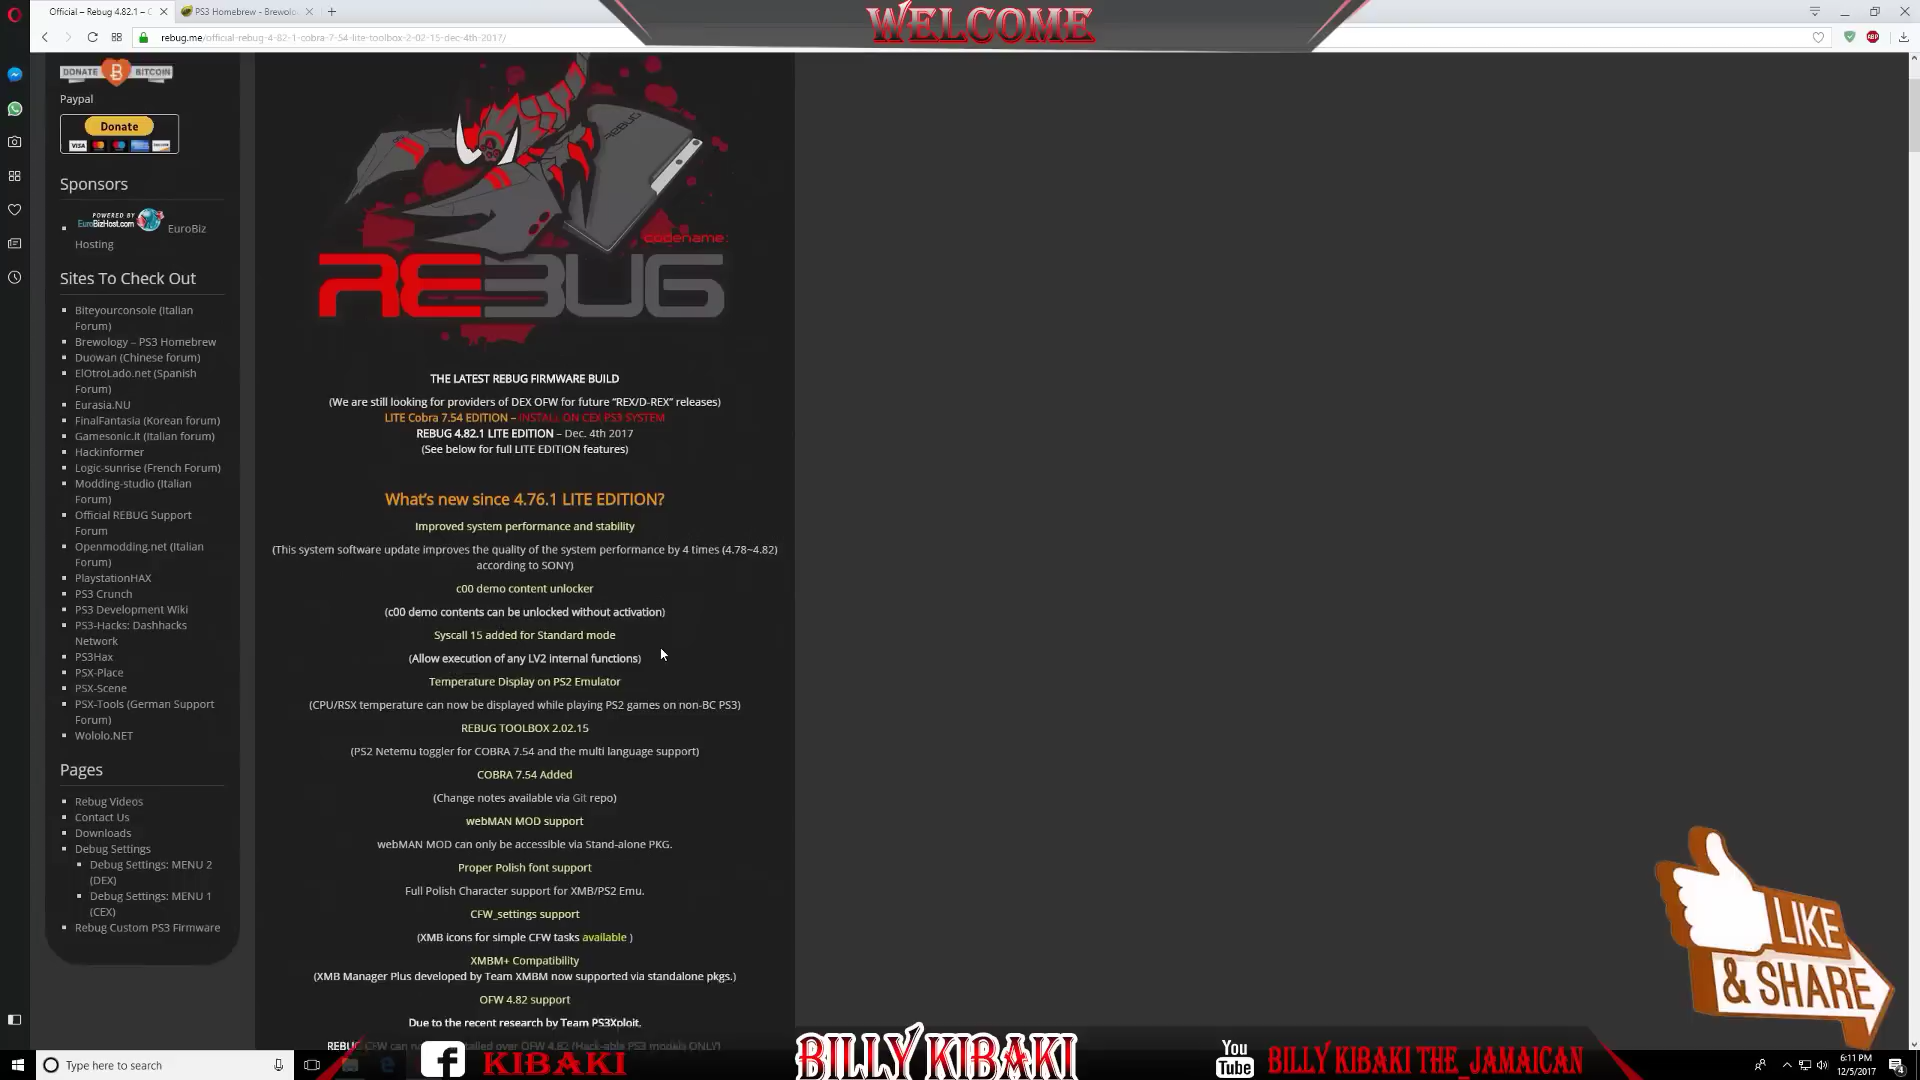 Official – Rebug 4.82.1 – C
PS3 Homebrew - Brewolo
WELCOME
rebug.me/official-rebug-4-82-1-cobra-7-54-lite-toolbox-2-02-15-dec-4th-2017/
ABP
DONATE BITCOIN
Paypal
Donate
VISA
Sponsors
POWERED BY
EuroBizHost.com
EuroBiz
Hosting
Sites To Check Out
Biteyourconsole (Italian
Forum)
Brewology – PS3 Homebrew
Duowan (Chinese forum)
ElOtroLado.net (Spanish
Forum)
Eurasia.NU
FinalFantasia (Korean forum)
Gamesonic.it (Italian forum)
Hackinformer
Logic-sunrise (French Forum)
Modding-studio (Italian
Forum)
Official REBUG Support
Forum
Openmodding.net (Italian
Forum)
PlaystationHAX
PS3 Crunch
PS3 Development Wiki
PS3-Hacks: Dashhacks
Network
PS3Hax
PSX-Place
PSX-Scene
PSX-Tools (German Support
Forum)
Wololo.NET
Pages
Rebug Videos
Contact Us
Downloads
Debug Settings
Debug Settings: MENU 2
(DEX)
Debug Settings: MENU 1
(CEX)
Rebug Custom PS3 Firmware
REBUG
codename:
REBUG
THE LATEST REBUG FIRMWARE BUILD
(We are still looking for providers of DEX OFW for future “REX/D-REX” releases)
LITE Cobra 7.54 EDITION – INSTALL ON CEX PS3 SYSTEM
REBUG 4.82.1 LITE EDITION – Dec. 4th 2017
(See below for full LITE EDITION features)
What’s new since 4.76.1 LITE EDITION?
Improved system performance and stability
(This system software update improves the quality of the system performance by 4 times (4.78~4.82)
according to SONY)
c00 demo content unlocker
(c00 demo contents can be unlocked without activation)
Syscall 15 added for Standard mode
(Allow execution of any LV2 internal functions)
Temperature Display on PS2 Emulator
(CPU/RSX temperature can now be displayed while playing PS2 games on non-BC PS3)
REBUG TOOLBOX 2.02.15
(PS2 Netemu toggler for COBRA 7.54 and the multi language support)
COBRA 7.54 Added
(Change notes available via Git repo)
webMAN MOD support
webMAN MOD can only be accessible via Stand-alone PKG.
Proper Polish font support
Full Polish Character support for XMB/PS2 Emu.
CFW_settings support
(XMB icons for simple CFW tasks available )
XMBM+ Compatibility
(XMB Manager Plus developed by Team XMBM now supported via standalone pkgs.)
OFW 4.82 support
Due to the recent research by Team PS3Xploit.
over OFW 4.82 (Hack-able PS3 models ONLY)
LIKE
& SHARE
Type here to search
KIBAKI
BILLY KIBAKI
You
Tube
BILLY KIBAKI THE_JAMAICAN
6:11 PM
12/5/2017
4